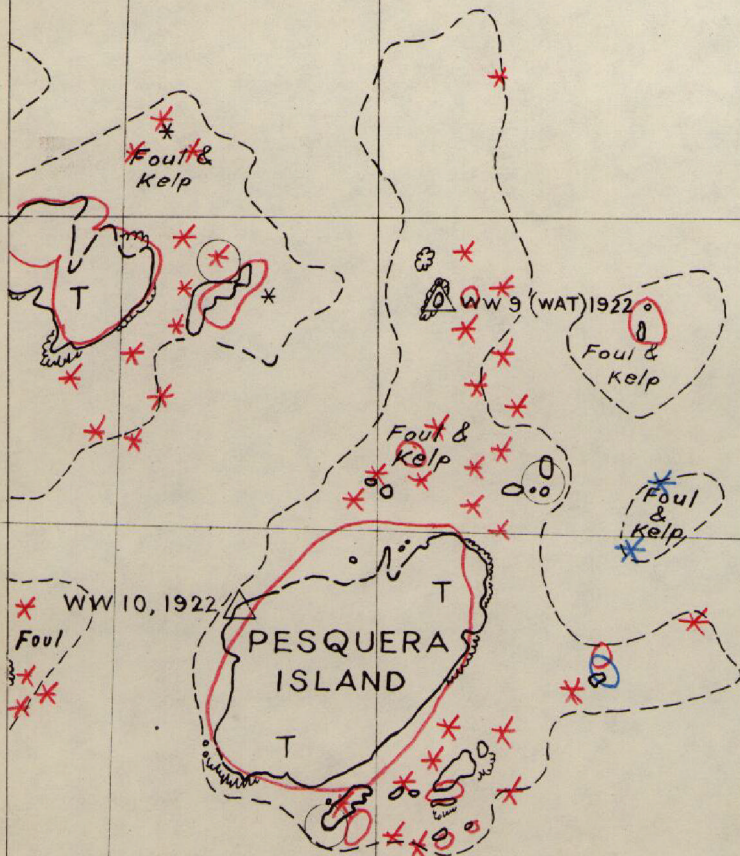 Foul &
Kelp
T
WW 9 (WAT) 1922
Foul &
Kelp
Foul &
Kelp
Foul
&
Kelp
WW 10, 1922
T
Foul
PESQUERA
ISLAND
T